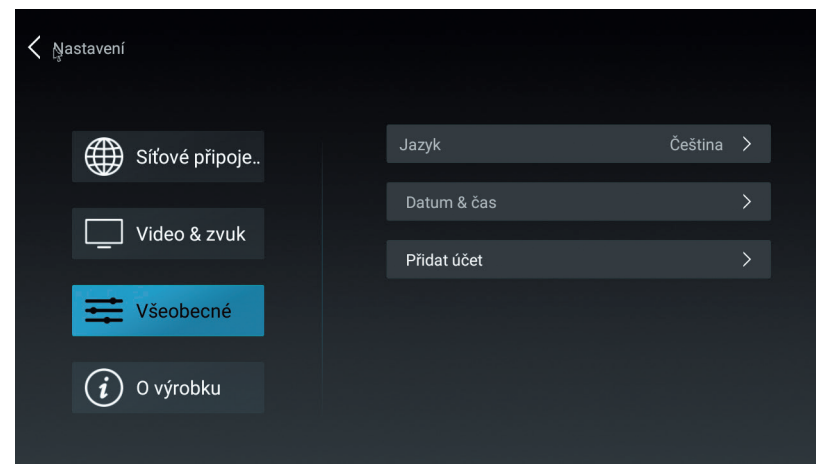 Nastavení
Síťové připoje..
Video & zvuk
Všeobecné
O výrobku
Jazyk Čeština
Datum & čas
Přidat účet